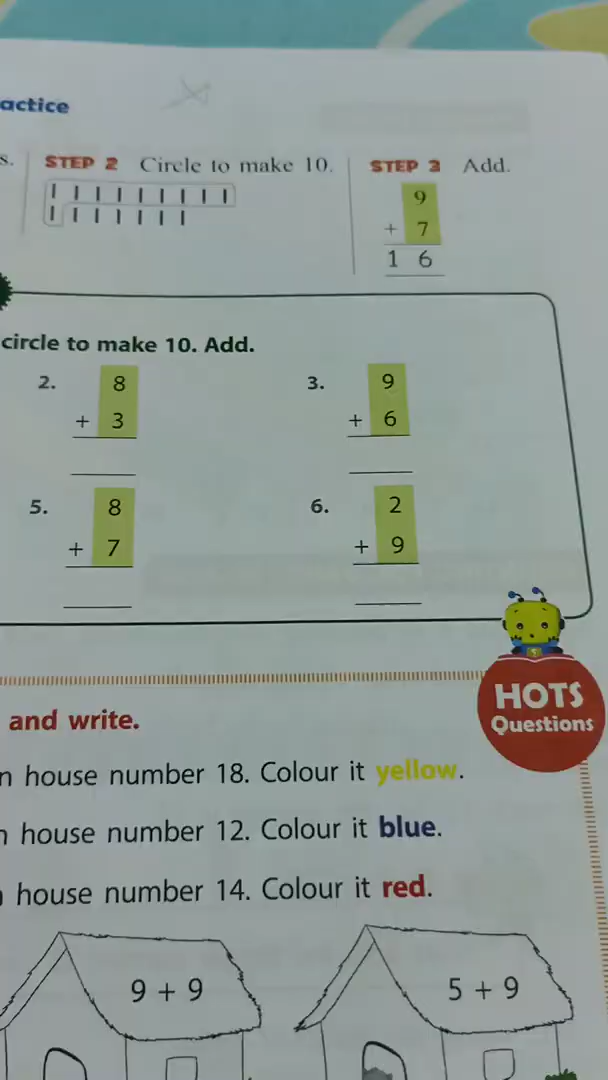 actice
s.
STEP 2 Circle to make 10.
STEP 3 Add.
9
+ 7
1 6
circle to make 10. Add.
2. 8
+ 3
3. 9
+ 6
5. 8
+ 7
6. 2
+ 9
HOTS
Questions
and write.
n house number 18. Colour it yellow.
house number 12. Colour it blue.
house number 14. Colour it red.
9 + 9
5 + 9